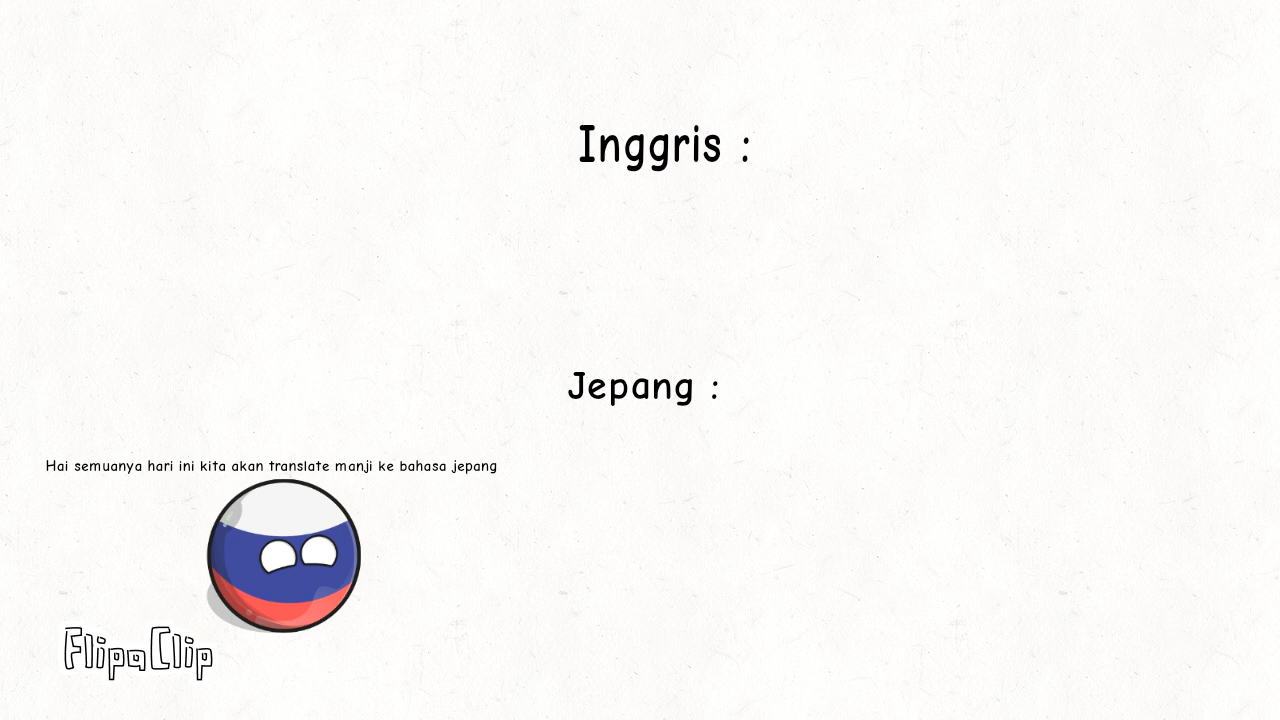 Inggris :
Jepang :
Hai semuanya hari ini kita akan translate manji ke bahasa jepang
FlipaClip